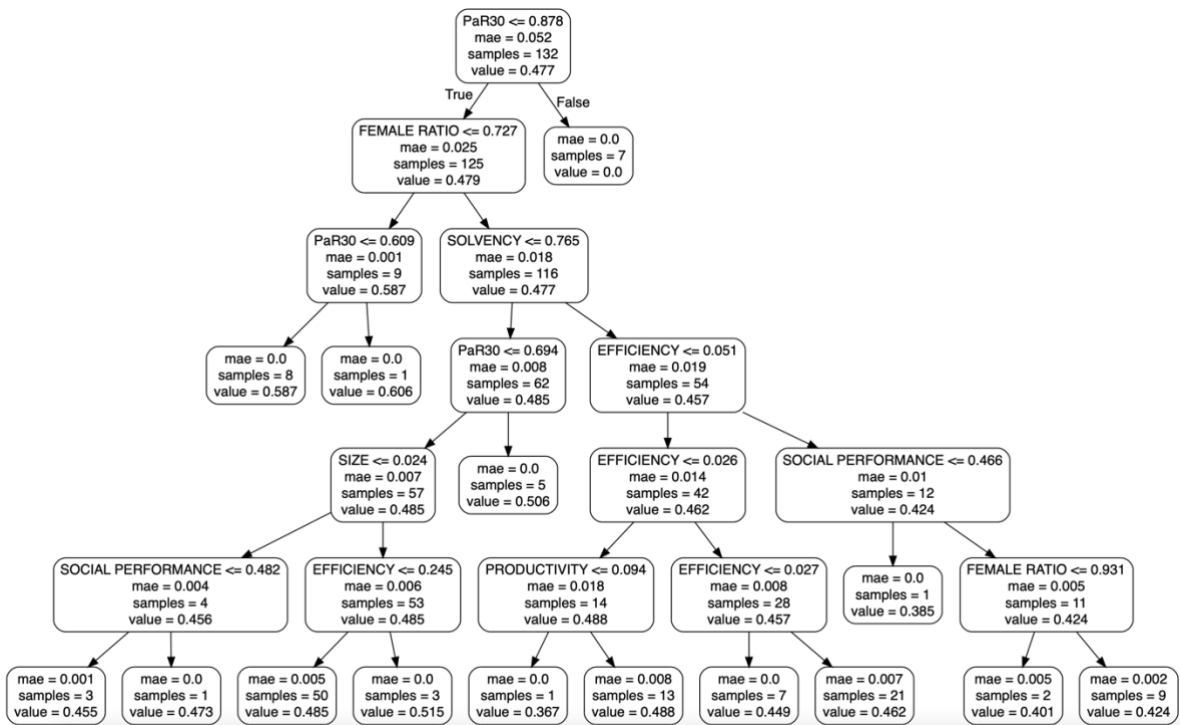 PaR30 <= 0.878
mae = 0.052
samples = 132
value = 0.477
True
False
FEMALE RATIO <= 0.727
mae = 0.025
samples = 125
value = 0.479
mae = 0.0
samples = 7
value = 0.0
PaR30 <= 0.609
mae = 0.001
samples = 9
value = 0.587
SOLVENCY <= 0.765
mae = 0.018
samples = 116
value = 0.477
mae = 0.0
samples = 8
value = 0.587
mae = 0.0
samples = 1
value = 0.606
PaR30 <= 0.694
mae = 0.008
samples = 62
value = 0.485
EFFICIENCY <= 0.051
mae = 0.019
samples = 54
value = 0.457
SIZE <= 0.024
mae = 0.007
samples = 57
value = 0.485
mae = 0.0
samples = 5
value = 0.506
EFFICIENCY <= 0.026
mae = 0.014
samples = 42
value = 0.462
SOCIAL PERFORMANCE <= 0.466
mae = 0.01
samples = 12
value = 0.424
SOCIAL PERFORMANCE <= 0.482
mae = 0.004
samples = 4
value = 0.456
EFFICIENCY <= 0.245
mae = 0.006
samples = 53
value = 0.485
PRODUCTIVITY <= 0.094
mae = 0.018
samples = 14
value = 0.488
EFFICIENCY <= 0.027
mae = 0.008
samples = 28
value = 0.457
mae = 0.0
samples = 1
value = 0.385
FEMALE RATIO <= 0.931
mae = 0.005
samples = 11
value = 0.424
mae = 0.001
samples = 3
value = 0.455
mae = 0.0
samples = 1
value = 0.473
mae = 0.005
samples = 50
value = 0.485
mae = 0.0
samples = 3
value = 0.515
mae = 0.0
samples = 1
value = 0.367
mae = 0.008
samples = 13
value = 0.488
mae = 0.0
samples = 7
value = 0.449
mae = 0.007
samples = 21
value = 0.462
mae = 0.005
samples = 2
value = 0.401
mae = 0.002
samples = 9
value = 0.424